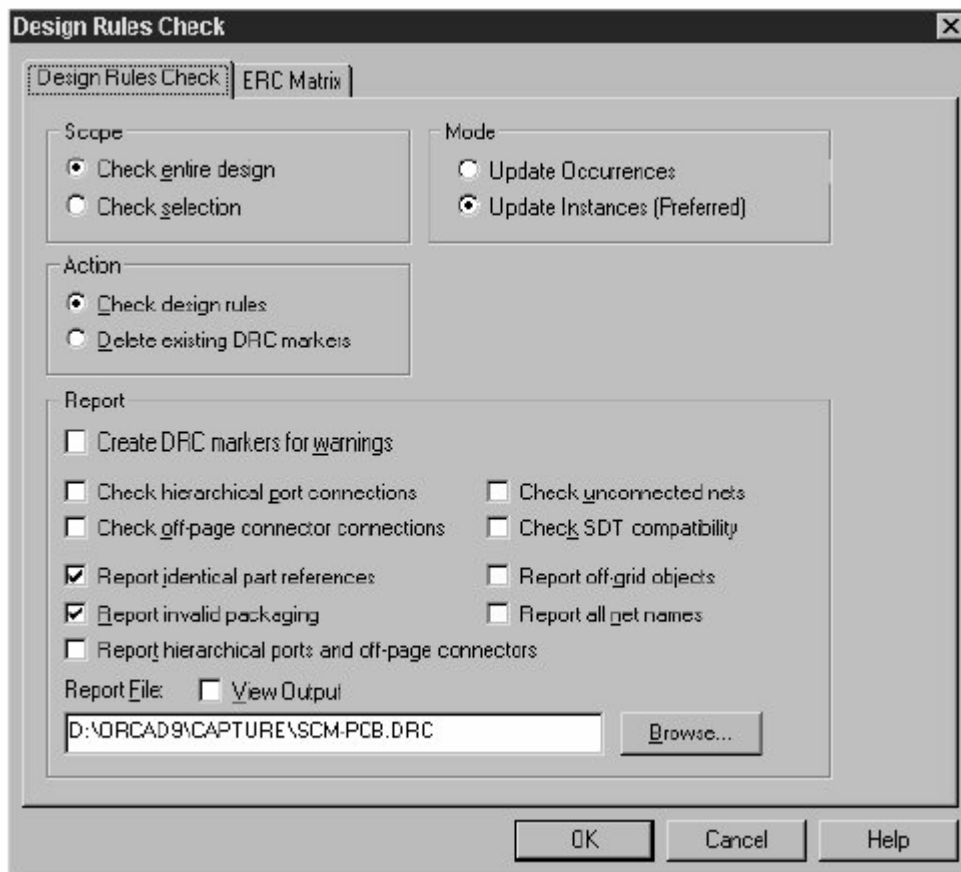 Design Rules Check
Design Rules Check ERC Matrix
Scope Mode
Check entire design Update Occurrences
Check selection Update Instances (Preferred)
Action
Check design rules
Delete existing DRC markers
Report
Create DRC markers for warnings
Check hierarchical port connections Check unconnected nets
Check off-page connector connections Check SDT compatibility
Report identical part references Report off-grid objects
Report invalid packaging Report all net names
Report hierarchical ports and off-page connectors
Report File: View Output
D:\ORCAD9\CAPTURE\SCM-PCB.DRC Browse...
OK Cancel Help